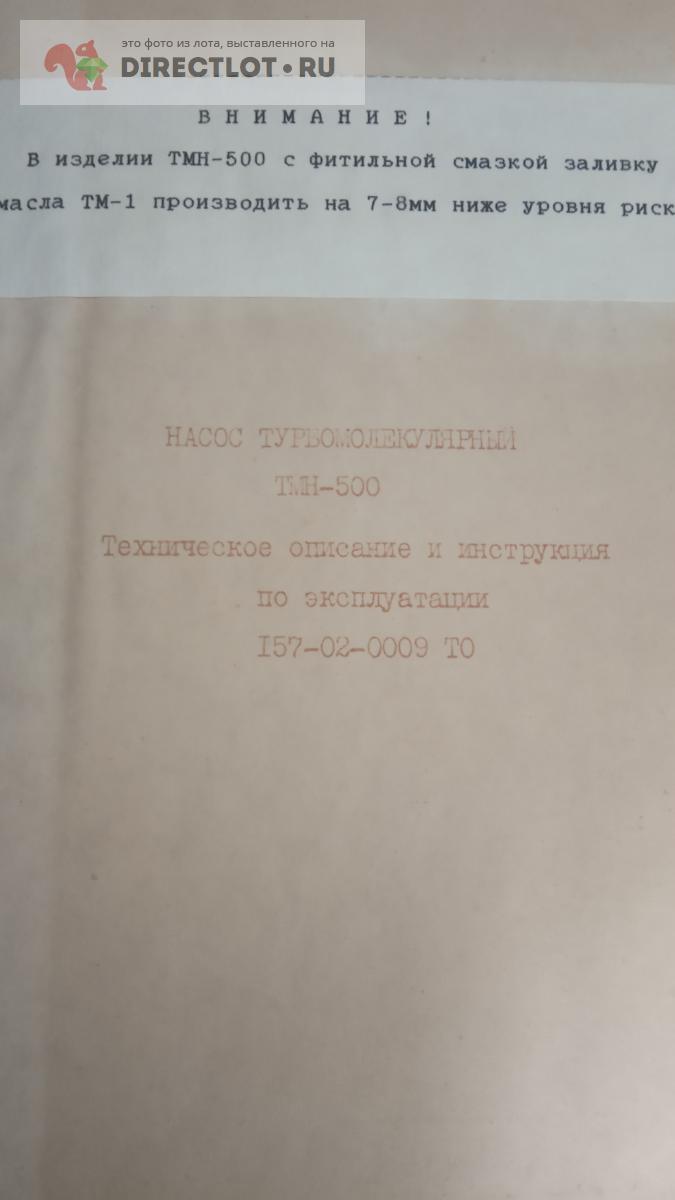 это фото из лота, выставленного на
DIRECTLOT.RU
ВНИМАНИЕ!
В изделии ТМН-500 с фитильной смазкой заливку
масла ТМ-1 производить на 7-8мм ниже уровня риск
НАСОС ТУРБОМОЛЕКУЛЯРНЫЙ
ТМН-500
Техническое описание и инструкция
по эксплуатации
I57-02-0009 ТО